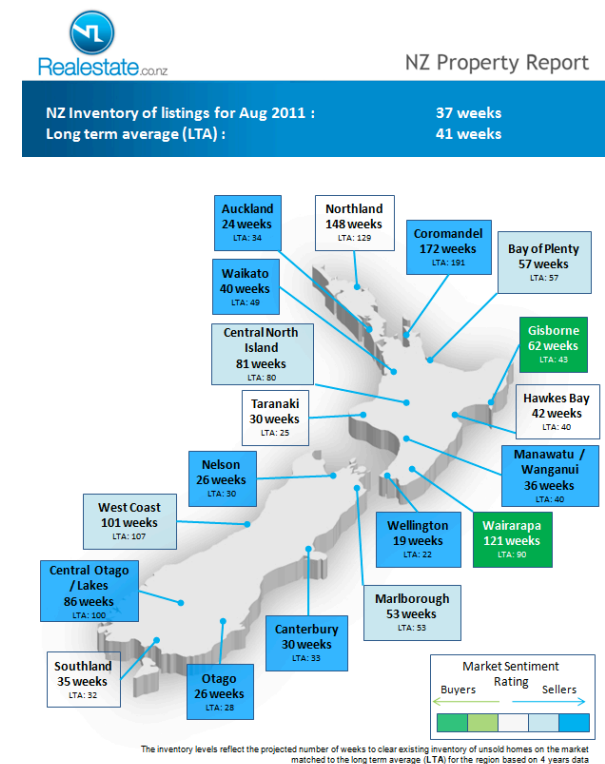 Realestate.co.nz
NZ Property Report
NZ Inventory of listings for Aug 2011 : 37 weeks
Long term average (LTA) : 41 weeks
Auckland
24 weeks
LTA: 34
Northland
148 weeks
LTA: 129
Coromandel
172 weeks
LTA: 191
Bay of Plenty
57 weeks
LTA: 57
Waikato
40 weeks
LTA: 49
Central North
Island
81 weeks
LTA: 80
Gisborne
62 weeks
LTA: 43
Taranaki
30 weeks
LTA: 25
Hawkes Bay
42 weeks
LTA: 40
Nelson
26 weeks
LTA: 30
Manawatu /
Wanganui
36 weeks
LTA: 40
West Coast
101 weeks
LTA: 107
Wellington
19 weeks
LTA: 22
Wairarapa
121 weeks
LTA: 90
Central Otago
/ Lakes
86 weeks
LTA: 100
Marlborough
53 weeks
LTA: 53
Canterbury
30 weeks
LTA: 33
Southland
35 weeks
LTA: 32
Otago
26 weeks
LTA: 28
Market Sentiment
Rating
Buyers Sellers
The inventory levels reflect the projected number of weeks to clear existing inventory of unsold homes on the market
matched to the long term average (LTA) for the region based on 4 years data